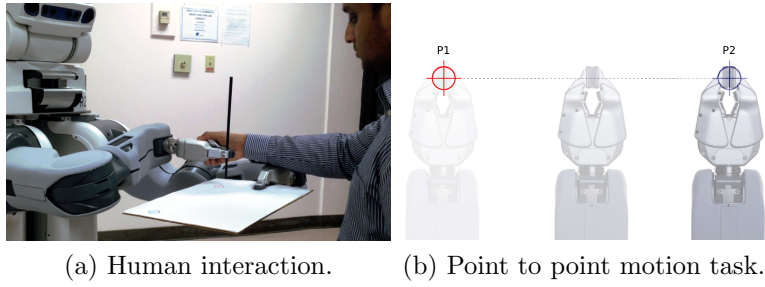 P1
P2
(a) Human interaction.
(b) Point to point motion task.